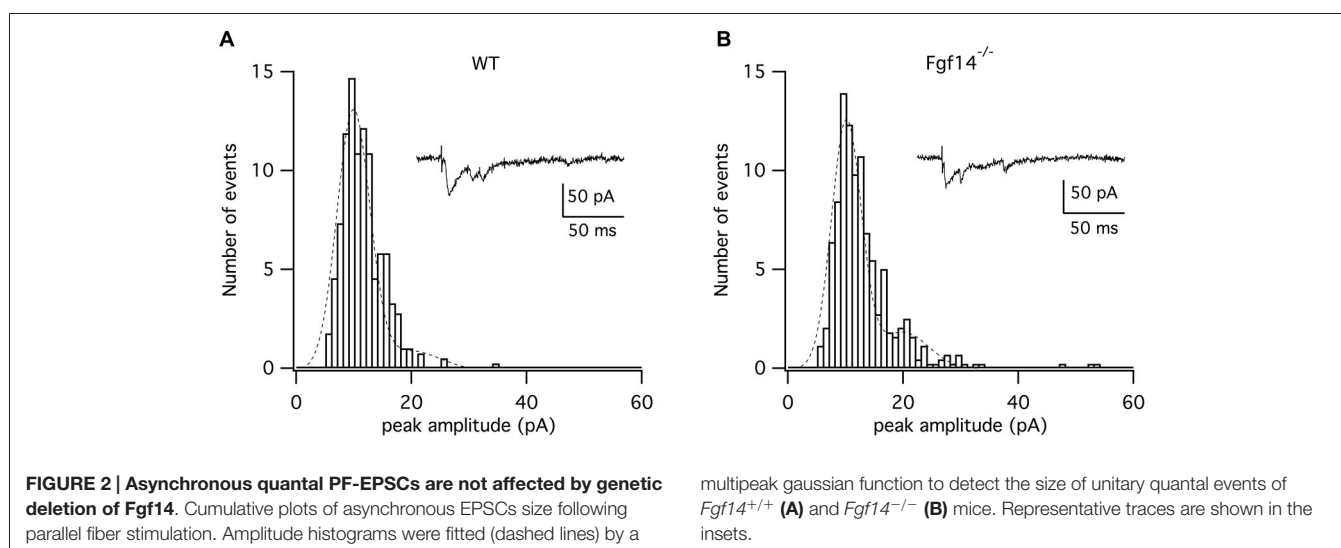 A
WT
15
10
5
0
Number of events
50 pA
50 ms
0
20
40
60
peak amplitude (pA)
B
Fgf14-/-
15
10
5
0
Number of events
50 pA
50 ms
0
20
40
60
peak amplitude (pA)
FIGURE 2 | Asynchronous quantal PF-EPSCs are not affected by genetic
deletion of Fgf14. Cumulative plots of asynchronous EPSCs size following
parallel fiber stimulation. Amplitude histograms were fitted (dashed lines) by a
multipeak gaussian function to detect the size of unitary quantal events of
Fgf14+/+ (A) and Fgf14−/− (B) mice. Representative traces are shown in the
insets.